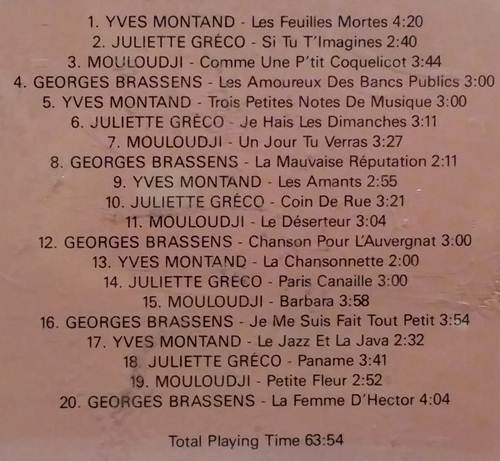 1. YVES MONTAND - Les Feuilles Mortes 4:20
2. JULIETTE GRÉCO - Si Tu T'Imagines 2:40
3. MOULOUDJI - Comme Une P'tit Coquelicot 3:44
4. GEORGES BRASSENS - Les Amoureux Des Bancs Publics 3:00
5. YVES MONTAND - Trois Petites Notes De Musique 3:00
6. JULIETTE GRÉCO - Je Hais Les Dimanches 3:11
7. MOULOUDJI - Un Jour Tu Verras 3:27
8. GEORGES BRASSENS - La Mauvaise Réputation 2:11
9. YVES MONTAND - Les Amants 2:55
10. JULIETTE GRÉCO - Coin De Rue 3:21
11. MOULOUDJI - Le Déserteur 3:04
12. GEORGES BRASSENS - Chanson Pour L'Auvergnat 3:00
13. YVES MONTAND - La Chansonnette 2:00
14. JULIETTE GRÉCO - Paris Canaille 3:00
15. MOULOUDJI - Barbara 3:58
16. GEORGES BRASSENS - Je Me Suis Fait Tout Petit 3:54
17. YVES MONTAND - Le Jazz Et La Java 2:32
18. JULIETTE GRÉCO - Paname 3:41
19. MOULOUDJI - Petite Fleur 2:52
20. GEORGES BRASSENS - La Femme D'Hector 4:04
Total Playing Time 63:54